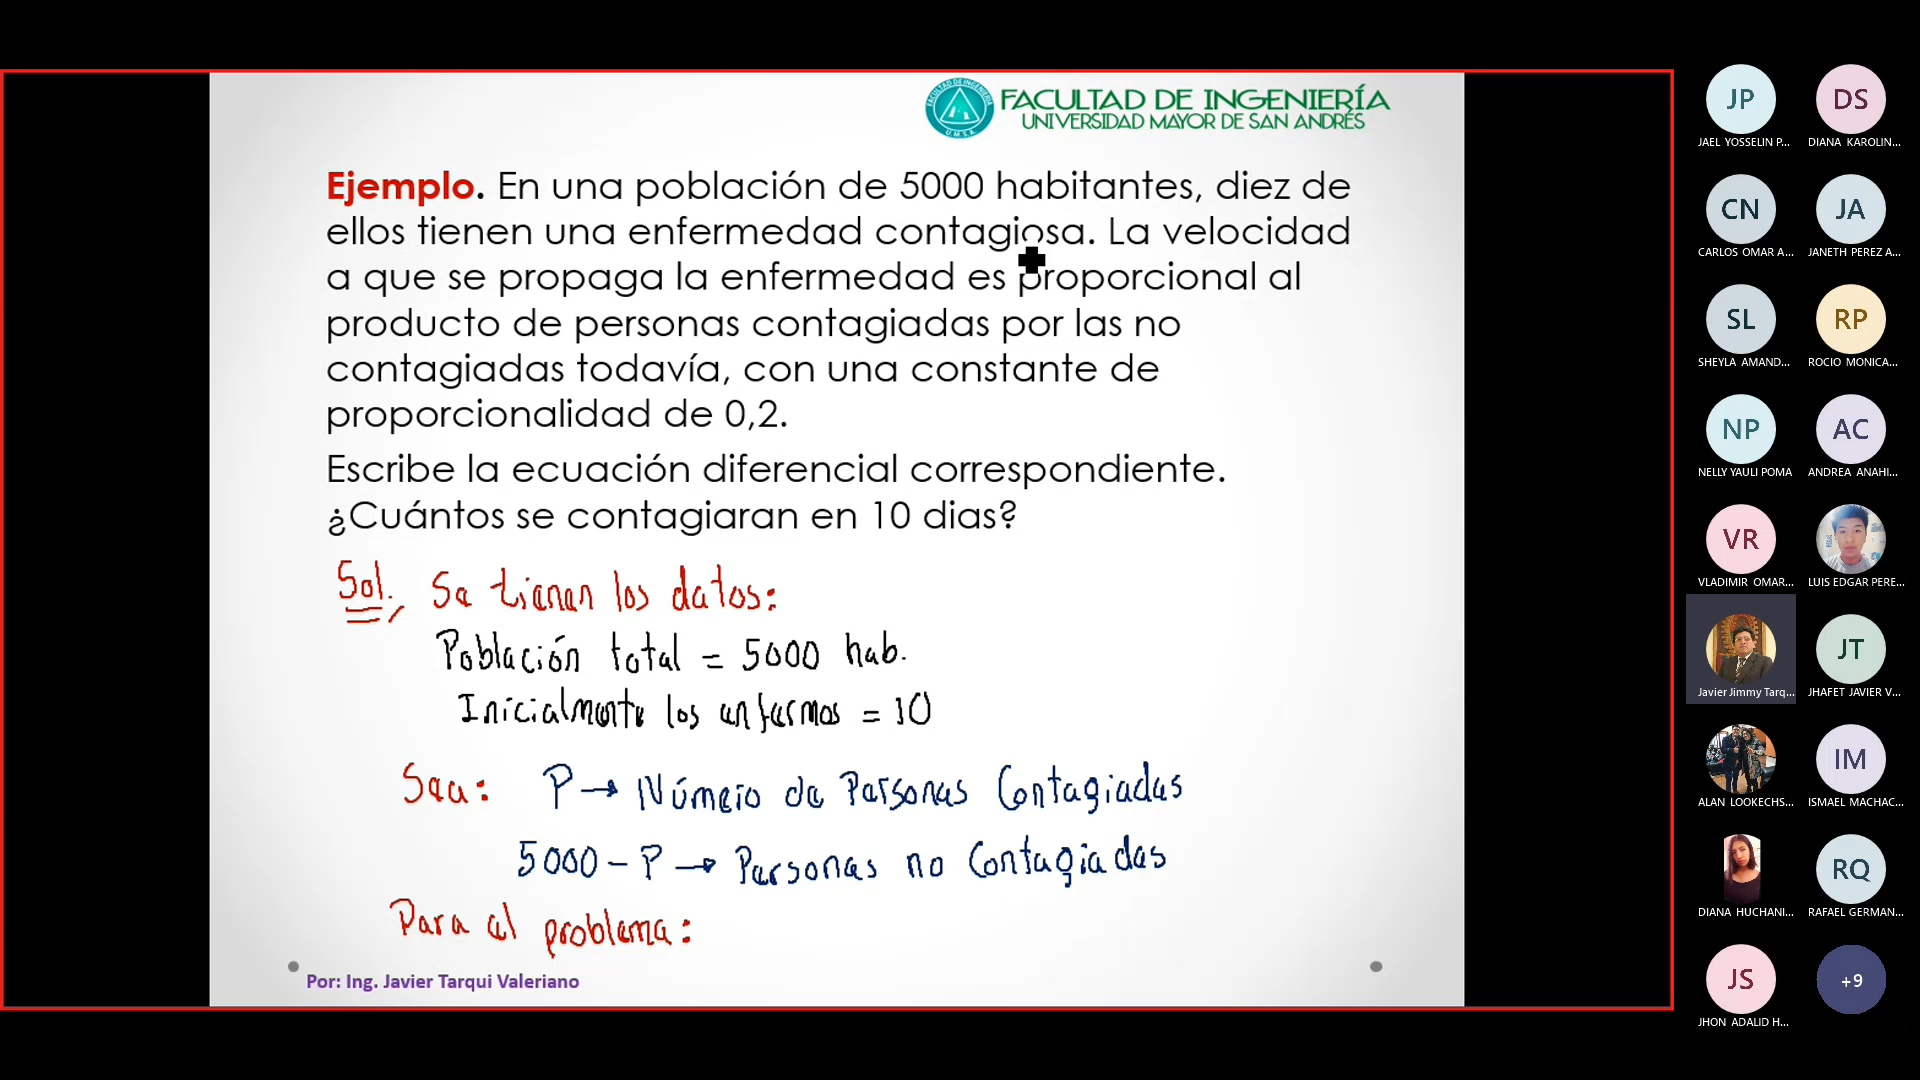 FACULTAD DE INGENIERÍA
UNIVERSIDAD MAYOR DE SAN ANDRÉS
Ejemplo. En una población de 5000 habitantes, diez de
ellos tienen una enfermedad contagiosa. La velocidad
a que se propaga la enfermedad es proporcional al
producto de personas contagiadas por las no
contagiadas todavía, con una constante de
proporcionalidad de 0,2.
Escribe la ecuación diferencial correspondiente.
¿Cuántos se contagiaran en 10 dias?
Sol. Se tienen los datos:
Población total = 5000 hab.
Inicialmente los enfermos = 10
Sea: P → Número de Personas Contagiadas
5000 - P → Personas no Contagiadas
Para el problema:
Por: Ing. Javier Tarqui Valeriano
JP
DS
JAEL YOSSELIN P...
DIANA KAROLIN...
CN
JA
CARLOS OMAR A...
JANETH PEREZ A...
SL
RP
SHEYLA AMAND...
ROCIO MONICA...
NP
AC
NELLY YAULI POMA
ANDREA ANAHI...
VR
VLADIMIR OMAR...
LUIS EDGAR PERE...
JT
Javier Jimmy Tarq...
JHAFET JAVIER V...
IM
ALAN LOOKECHS...
ISMAEL MACHAC...
RQ
DIANA HUCHANI...
RAFAEL GERMAN...
JS
+9
JHON ADALID H...